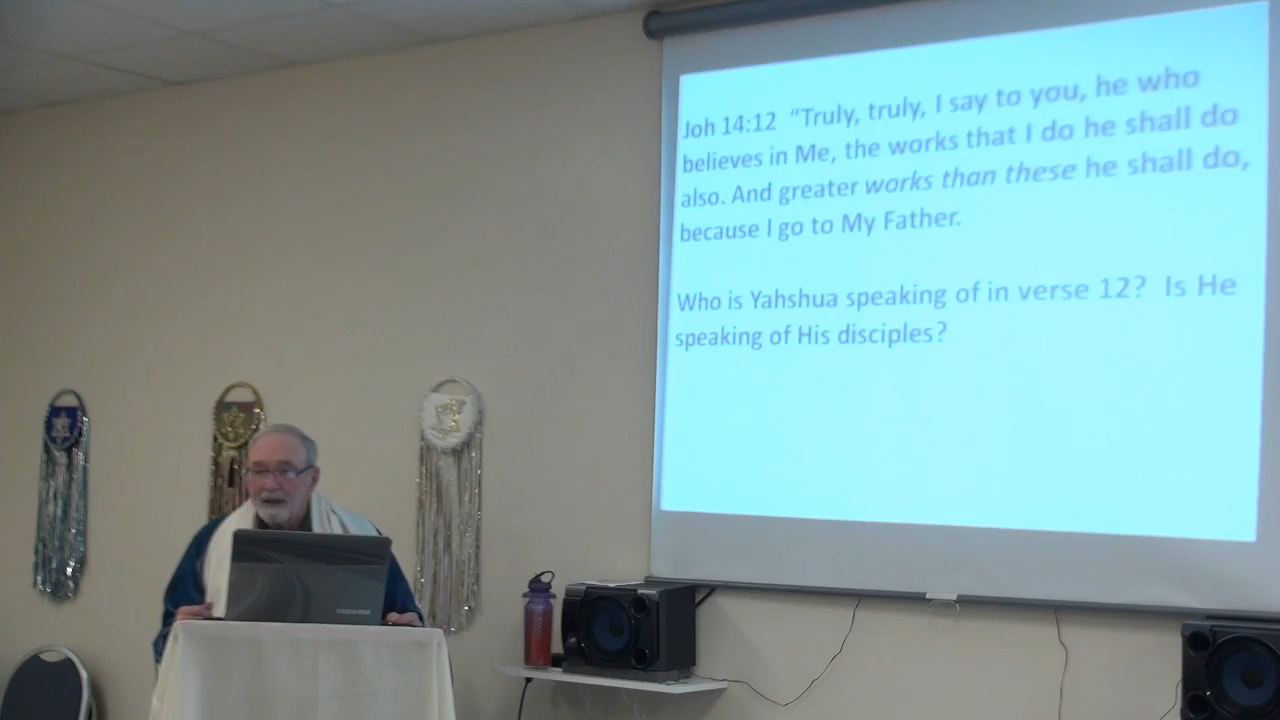 Joh 14:12  “Truly, truly, I say to you, he who
believes in Me, the works that I do he shall do
also. And greater works than these he shall do,
because I go to My Father.
Who is Yahshua speaking of in verse 12?  Is He
speaking of His disciples?
TOSHIBA